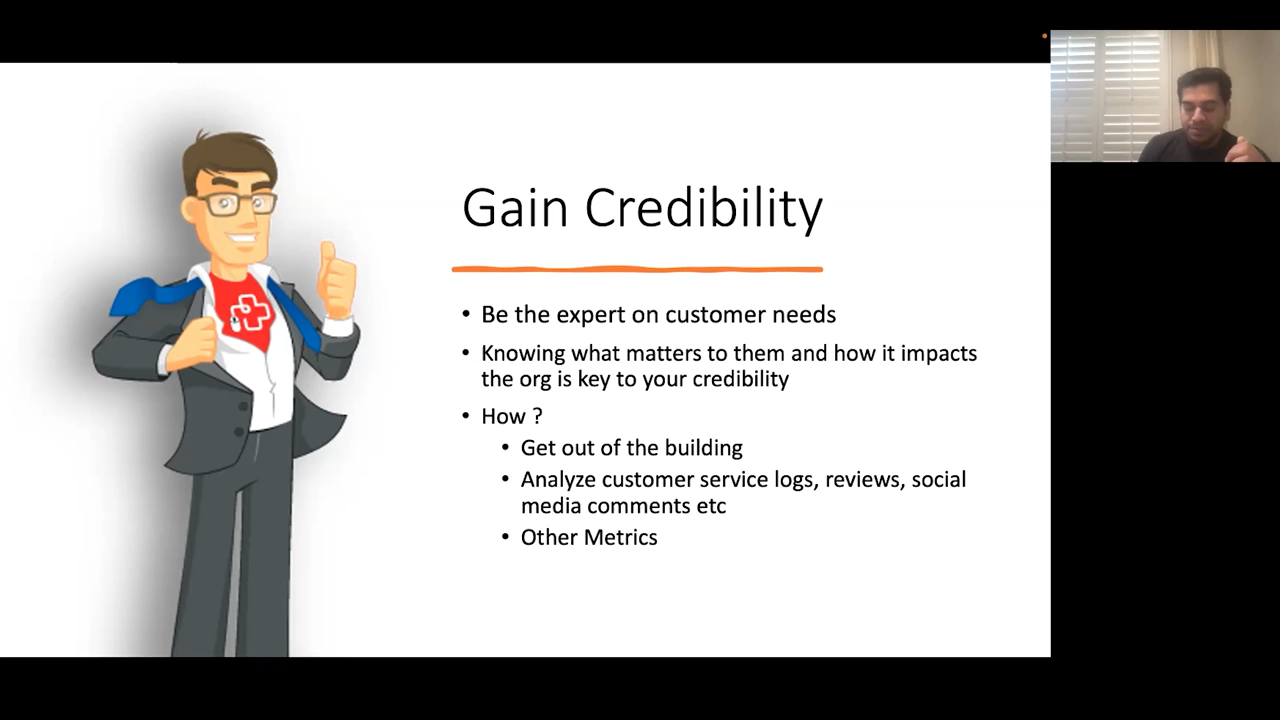 Gain Credibility
• Be the expert on customer needs
• Knowing what matters to them and how it impacts
the org is key to your credibility
• How ?
• Get out of the building
• Analyze customer service logs, reviews, social
media comments etc
• Other Metrics